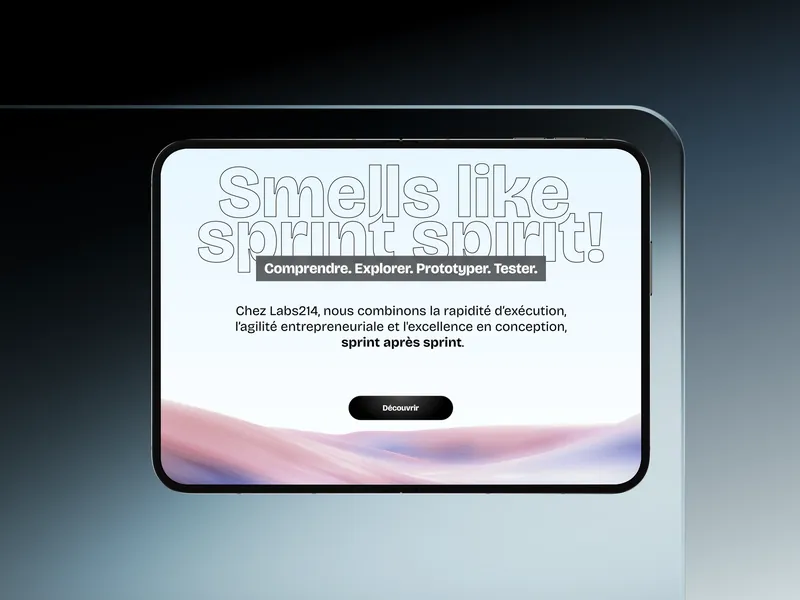 Smells like
sprint spirit!
Comprendre. Explorer. Prototyper. Tester.
Chez Labs214, nous combinons la rapidité d'exécution,
l'agilité entrepreneuriale et l'excellence en conception,
sprint après sprint.
Découvrir